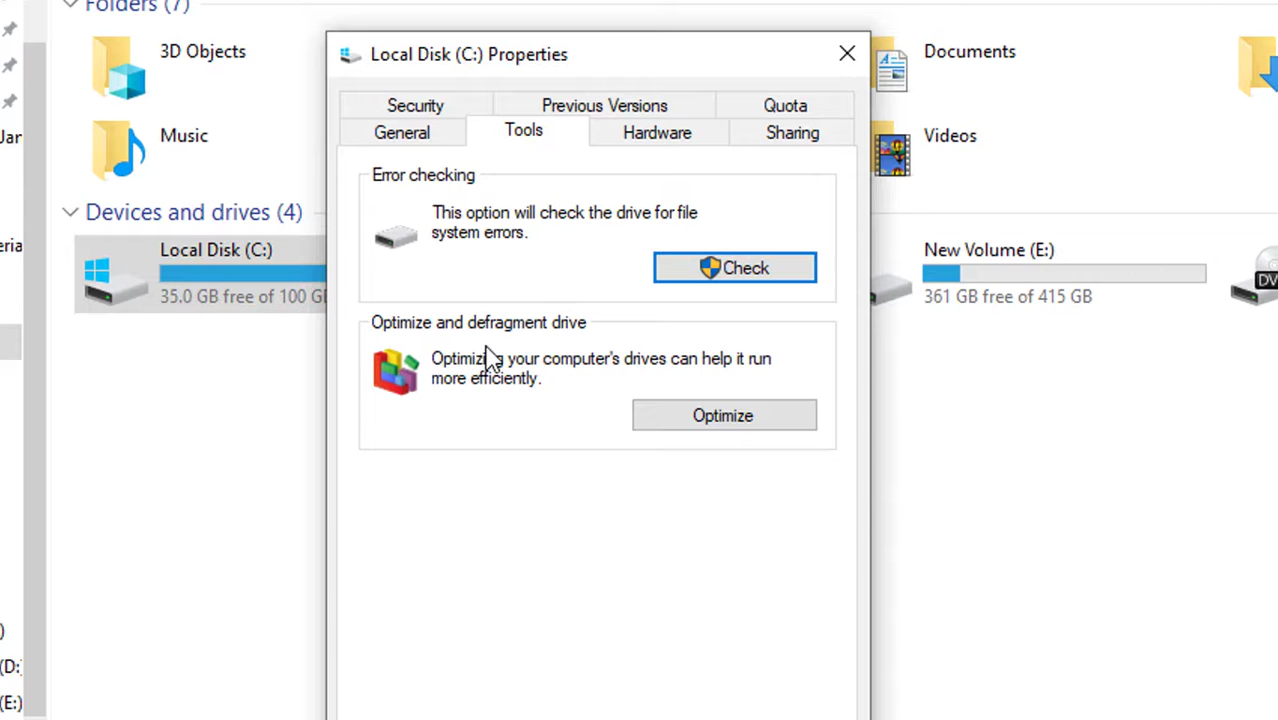 Folders (7)
3D Objects
Documents
Music
Videos
Jar
Devices and drives (4)
Local Disk (C:)
35.0 GB free of 100 GB
New Volume (E:)
361 GB free of 415 GB
DV
(D:)
(E:)
Local Disk (C:) Properties
Security
Previous Versions
Quota
General
Tools
Hardware
Sharing
Error checking
This option will check the drive for file
system errors.
Check
Optimize and defragment drive
Optimizing your computer's drives can help it run
more efficiently.
Optimize